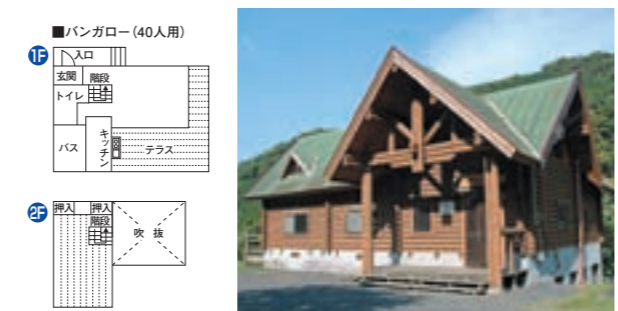 ■バンガロー(40人用)
1F
入口
玄関
階段
トイレ
バス
キッチン
テラス
2F
押入 押入
階段
吹抜